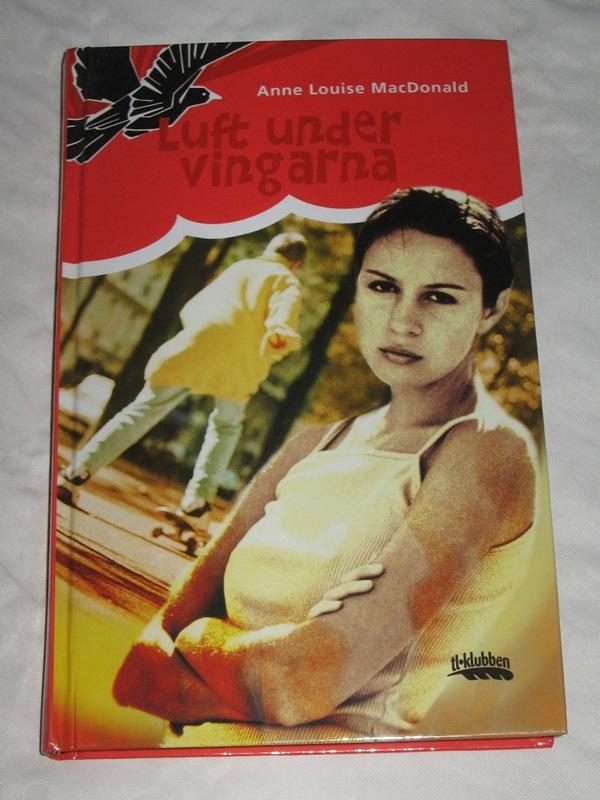 Anne Louise MacDonald
Luft under
vingarna
tl•klubben